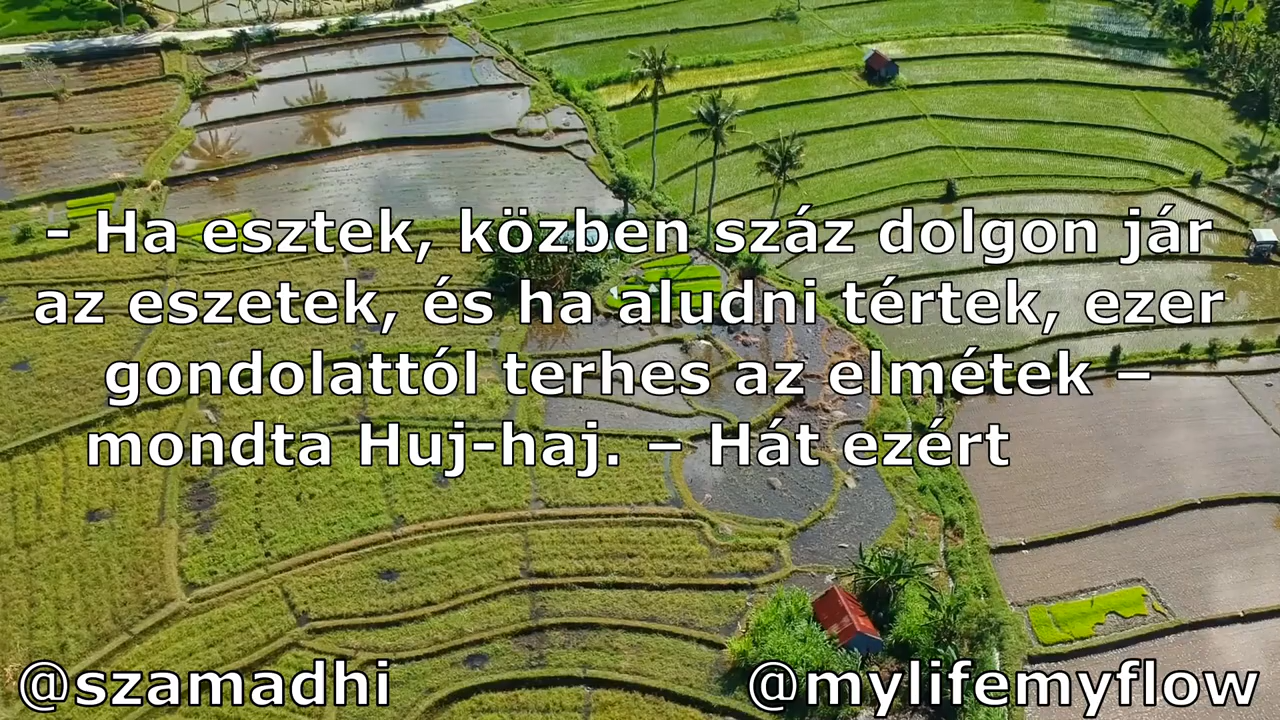 - Ha esztek, közben száz dolgon jár
az eszetek, és ha aludni tértek, ezer
gondolattól terhes az elmétek –
mondta Huj-haj. – Hát ezért
@szamadhi @mylifemyflow